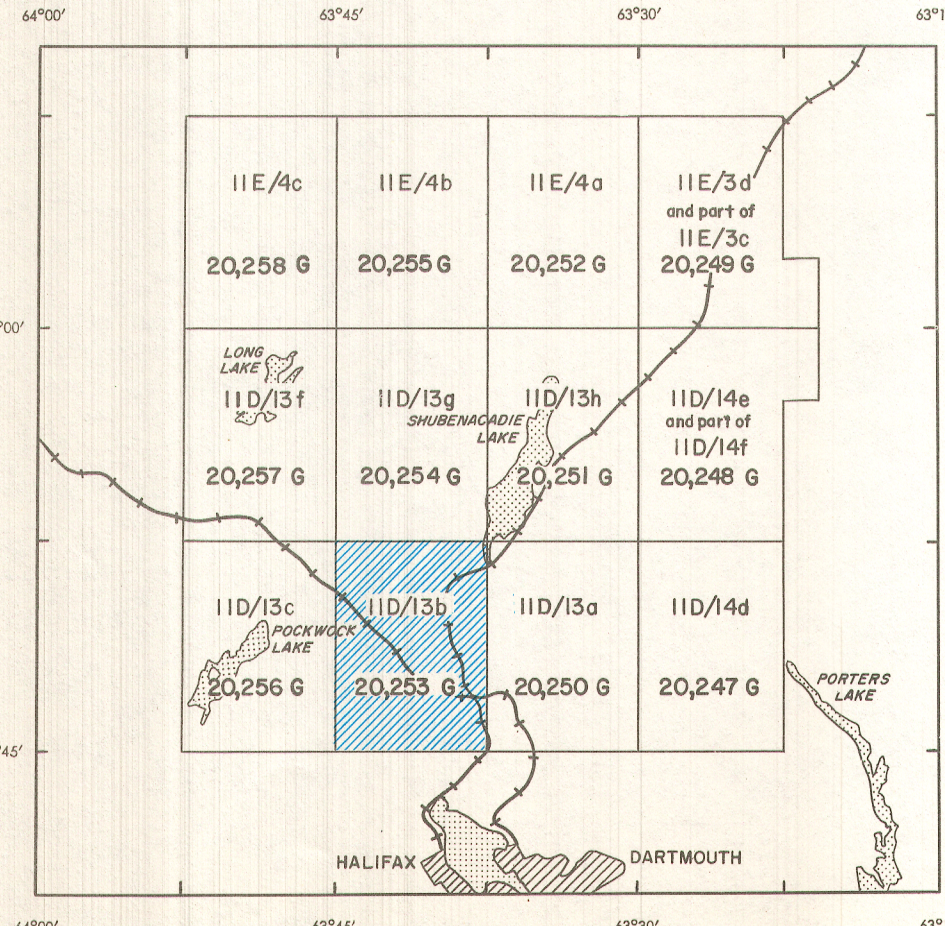 64°00'
63°45'
63°30'
11E/4c
11E/4b
11E/4a
11E/3d
and part of
11E/3c
20,258 G
20,255 G
20,252 G
20,249 G
°00'
LONG
LAKE
11D/13f
11D/13g
11D/13h
11D/14e
SHUBENACADIE
LAKE
and part of
11D/14f
20,257 G
20,254 G
20,251 G
20,248 G
11D/13c
11D/13b
11D/13a
11D/14d
POCKWOCK
LAKE
20,256 G
20,253 G
20,250 G
20,247 G
PORTERS
LAKE
45'
HALIFAX
DARTMOUTH
63°45'
63°30'